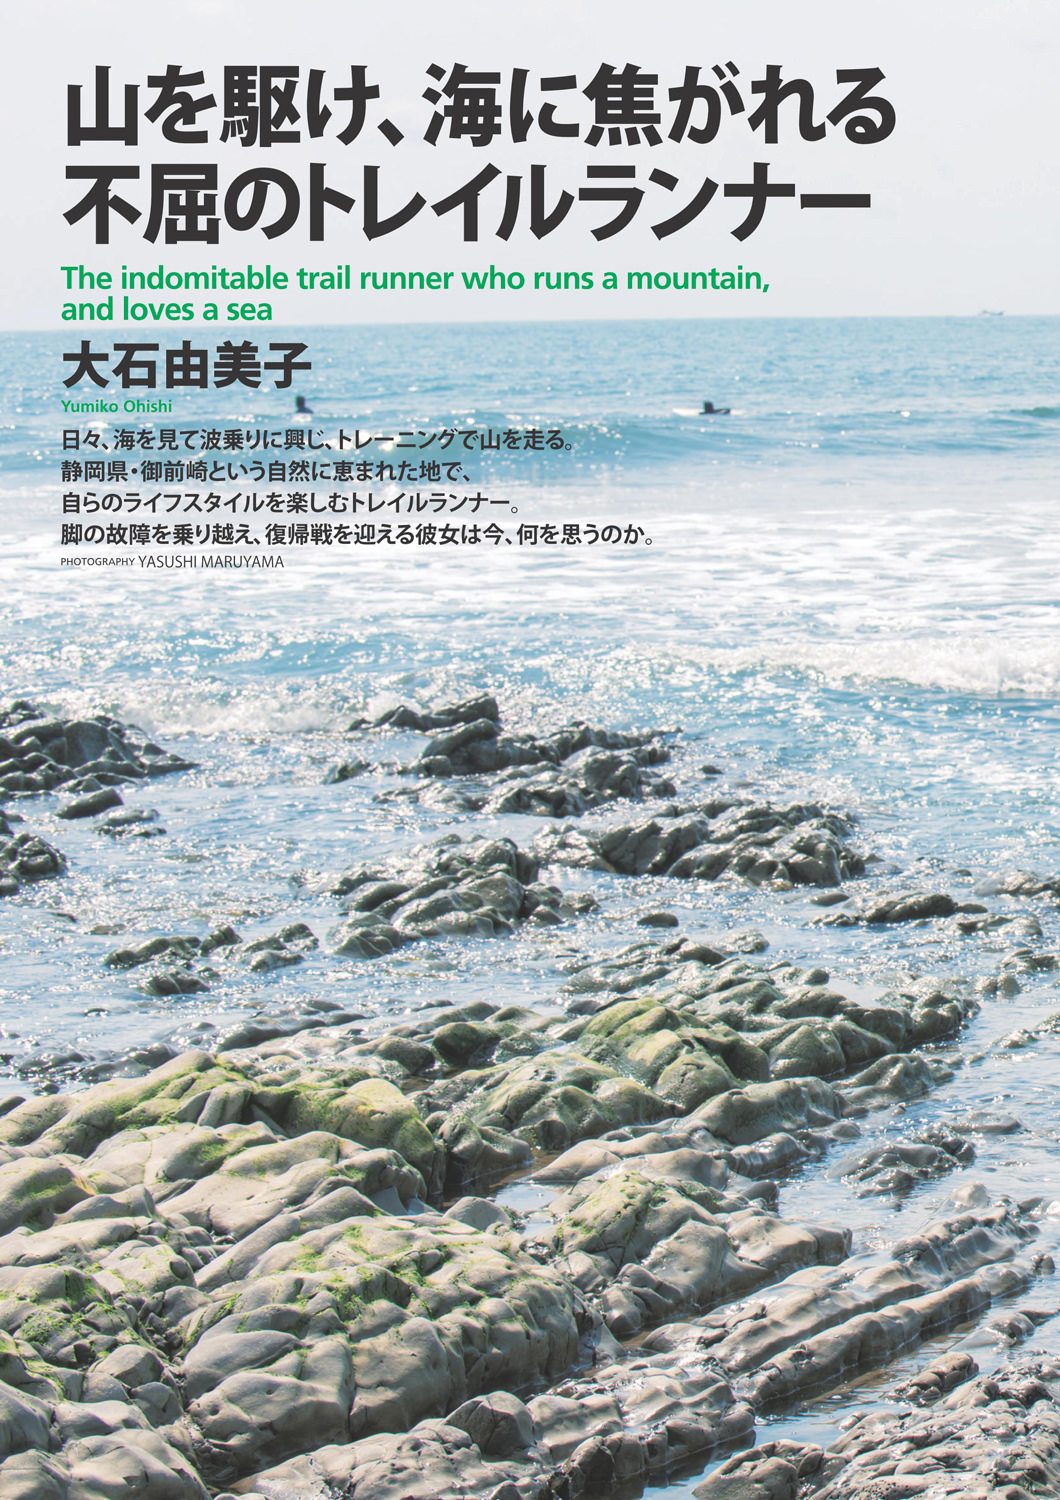 山を駆け、海に焦がれる
不屈のトレイルランナー
The indomitable trail runner who runs a mountain,
and loves a sea
大石由美子
Yumiko Ohishi
日々、海を見て波乗りに興じ、トレーニングで山を走る。
静岡県・御前崎という自然に恵まれた地で、
自らのライフスタイルを楽しむトレイルランナー。
脚の故障を乗り越え、復帰戦を迎える彼女は今、何を思うのか。
PHOTOGRAPHY YASUSHI MARUYAMA